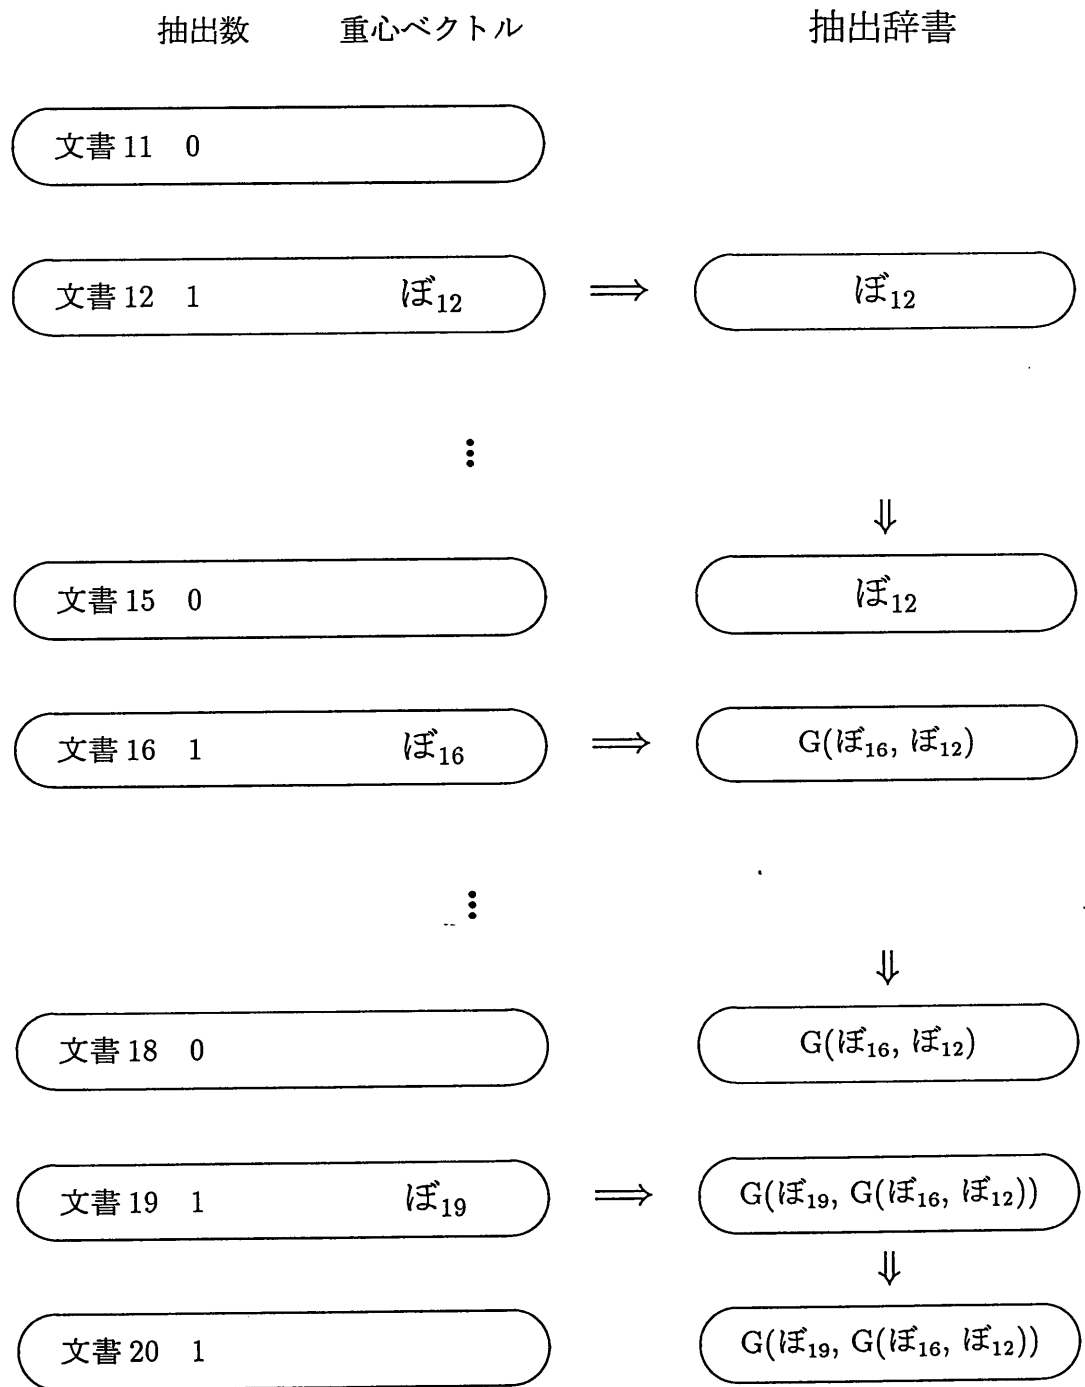 抽出数 重心ベクトル 抽出辞書
文書 11 0
文書 12 1 ぼ₁₂ ⟹ ぼ₁₂
⋮
⇓
文書 15 0 ぼ₁₂
文書 16 1 ぼ₁₆ ⟹ G(ぼ₁₆, ぼ₁₂)
⋮
⇓
文書 18 0 G(ぼ₁₆, ぼ₁₂)
文書 19 1 ぼ₁₉ ⟹ G(ぼ₁₉, G(ぼ₁₆, ぼ₁₂))
⇓
文書 20 1 G(ぼ₁₉, G(ぼ₁₆, ぼ₁₂))